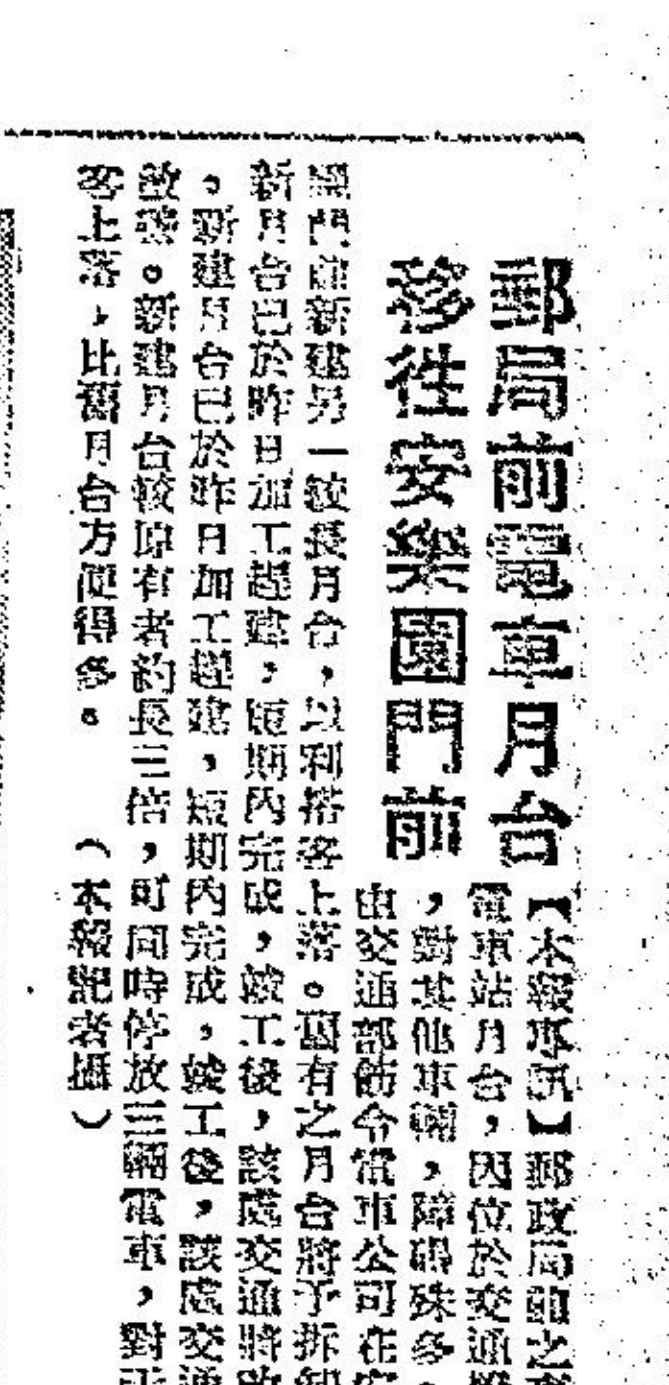 郵局前電車月台
移往安樂園門前
【本報專訊】郵政局前之
電車站月台，因位於交通
，對其他車輛，障碍殊多，
由交通部飭令電車公司在安
園門前新建另一較長月台，以利搭客上落。舊有之月台將予拆卸
新月台已於昨日加工趕建，短期內完成，竣工後，該處交通將改
。新建月台已於昨日加工趕建，短期內完成，竣工後，該處交通
改善。新建月台較原有者約長三倍，可同時停放三輛電車，對于
客上落，比舊月台方便得多。　（本報記者攝）